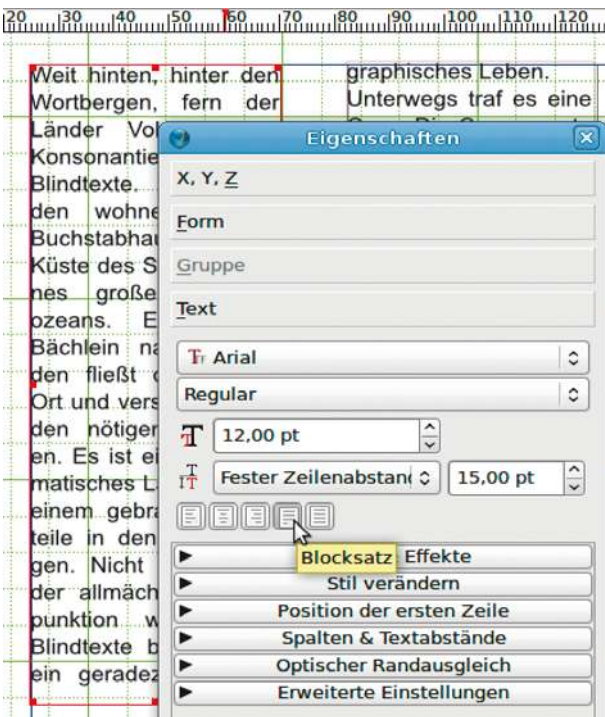 20 30 40 50 60 70 80 90 100 110 120
Weit hinten, hinter den
Wortbergen, fern der
Länder Vo
Konsonantie
Blindtexte.
den wohne
Buchstabhau
Küste des S
nes große
ozeans. E
Bächlein na
den fließt
Ort und vers
den nötiger
en. Es ist ei
matisches L
einem gebra
teile in den
gen. Nicht
der allmäch
punktion w
Blindtexte b
ein geradez
graphisches Leben.
Unterwegs traf es eine
Eigenschaften
X, Y, Z
Form
Gruppe
Text
Arial
Regular
12,00 pt
Fester Zeilenabstan 15,00 pt
Blocksatz Effekte
Stil verändern
Position der ersten Zeile
Spalten & Textabstände
Optischer Randausgleich
Erweiterte Einstellungen